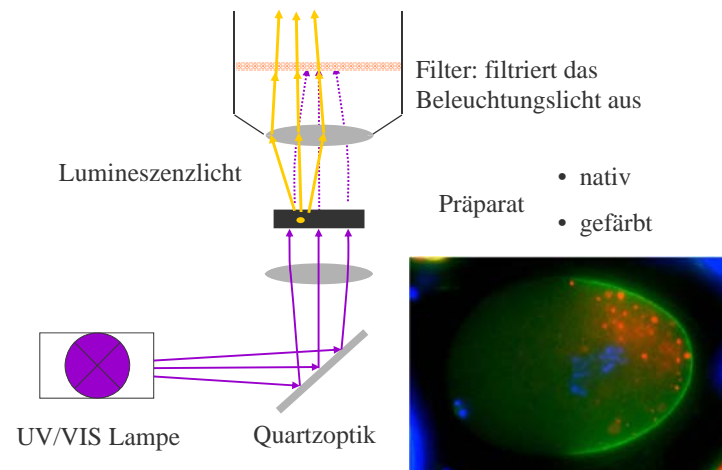 Filter: filtriert das
Beleuchtungslicht aus
Lumineszenzlicht
Präparat
• nativ
• gefärbt
UV/VIS Lampe
Quartzoptik